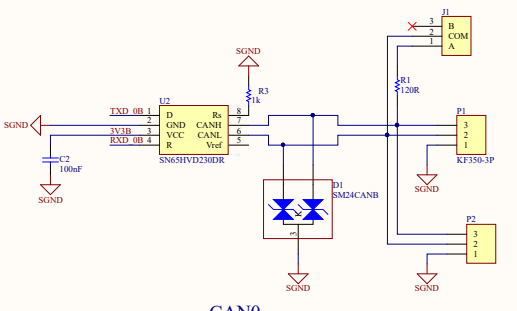 J1
3 B
2 COM
1 A
SGND
R3
1k
R1
120R
U2
TXD_0B 1 D Rs 8
SGND 2 GND CANH 7
3V3B 3 VCC CANL 6
RXD_0B 4 R Vref 5
SN65HVD230DR
P1
3
2
1
KF350-3P
C2
100nF
SGND
SGND
D1
SM24CANB
K
3
SGND
P2
3
2
1
SGND
CAN0